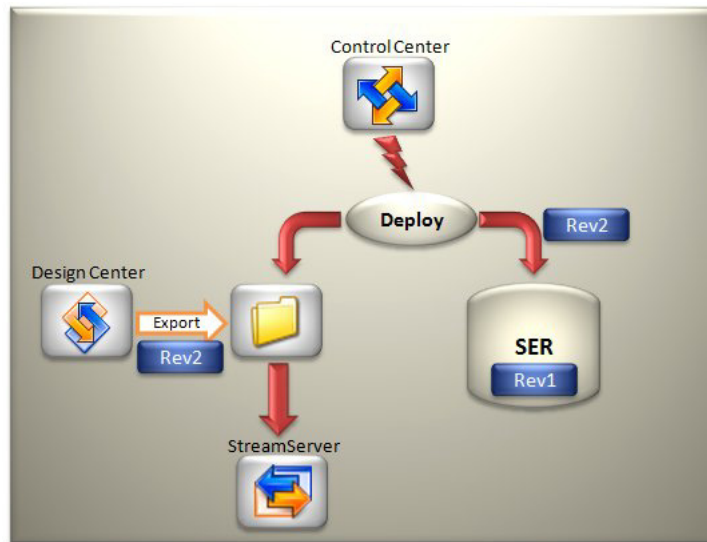 Control Center
Deploy
Rev2
Design Center
Export
Rev2
SER
Rev1
StreamServer